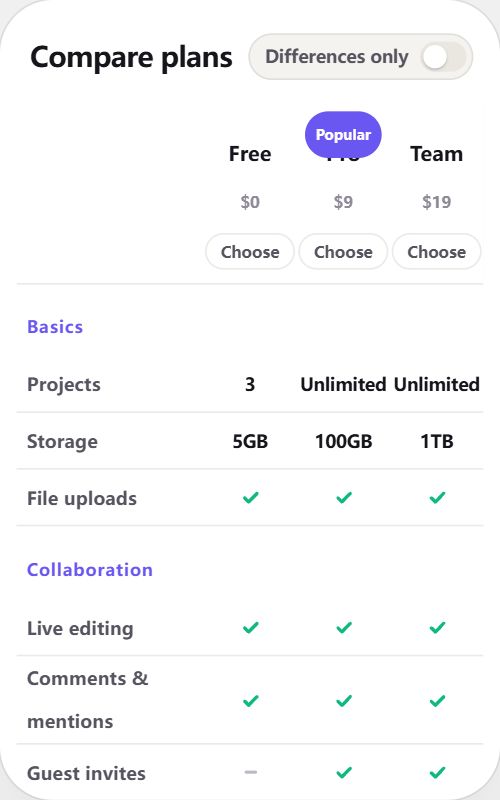 Compare plans Differences only
Popular
Free Team
$0 $9 $19
Choose Choose Choose
Basics
Projects 3 Unlimited Unlimited
Storage 5GB 100GB 1TB
File uploads
Collaboration
Live editing
Comments &
mentions
Guest invites